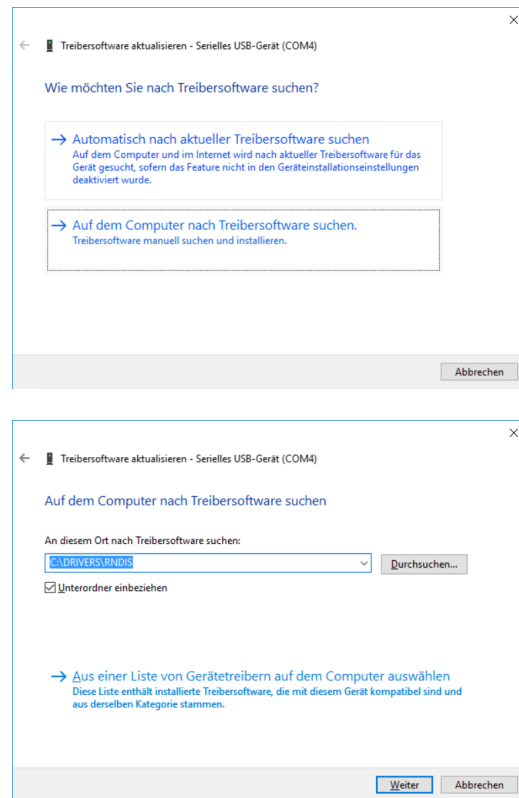 Treibersoftware aktualisieren - Serielles USB-Gerät (COM4)
Wie möchten Sie nach Treibersoftware suchen?
Automatisch nach aktueller Treibersoftware suchen
Auf dem Computer und im Internet wird nach aktueller Treibersoftware für das
Gerät gesucht, sofern das Feature nicht in den Geräteinstallationseinstellungen
deaktiviert wurde.
Auf dem Computer nach Treibersoftware suchen.
Treibersoftware manuell suchen und installieren.
Abbrechen
Treibersoftware aktualisieren - Serielles USB-Gerät (COM4)
Auf dem Computer nach Treibersoftware suchen
An diesem Ort nach Treibersoftware suchen:
C:\DRIVERS\RNDIS
Durchsuchen...
Unterordner einbeziehen
Aus einer Liste von Gerätetreibern auf dem Computer auswählen
Diese Liste enthält installierte Treibersoftware, die mit diesem Gerät kompatibel sind und
aus derselben Kategorie stammen.
Weiter
Abbrechen